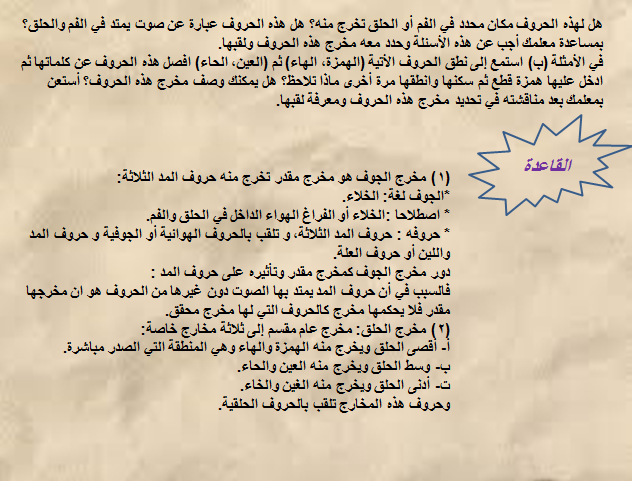 هل لهذه الحروف مكان محدد في الفم أو الحلق تخرج منه؟ هل هذه الحروف عبارة عن صوت يمتد في الفم والحلق؟
بمساعدة معلمك أجب عن هذه الأسئلة وحدد معه مخرج هذه الحروف ولقبها.
في الأمثلة (ب) استمع إلى نطق الحروف الآتية (الهمزة، الهاء) ثم (العين، الحاء) افصل هذه الحروف عن كلماتها ثم
ادخل عليها همزة قطع ثم سكنها وانطقها مرة أخرى ماذا تلاحظ؟ هل يمكنك وصف مخرج هذه الحروف؟ أستعن
بمعلمك بعد مناقشته في تحديد مخرج هذه الحروف ومعرفة لقبها.
القاعدة
(١) مخرج الجوف هو مخرج مقدر تخرج منه حروف المد الثلاثة:
*الجوف لغة: الخلاء.
* اصطلاحا :الخلاء أو الفراغ الهواء الداخل في الحلق والفم.
* حروفه : حروف المد الثلاثة، و تلقب بالحروف الهوائية أو الجوفية و حروف المد
واللين أو حروف العلة.
دور مخرج الجوف كمخرج مقدر وتأثيره على حروف المد :
فالسبب في أن حروف المد يمتد بها الصوت دون غيرها من الحروف هو ان مخرجها
مقدر فلا يحكمها مخرج كالحروف التي لها مخرج محقق.
(٢) مخرج الحلق: مخرج عام مقسم إلى ثلاثة مخارج خاصة:
أ- أقصى الحلق ويخرج منه الهمزة والهاء وهي المنطقة التي الصدر مباشرة.
ب- وسط الحلق ويخرج منه العين والحاء.
ت- أدنى الحلق ويخرج منه الغين والخاء.
وحروف هذه المخارج تلقب بالحروف الحلقية.